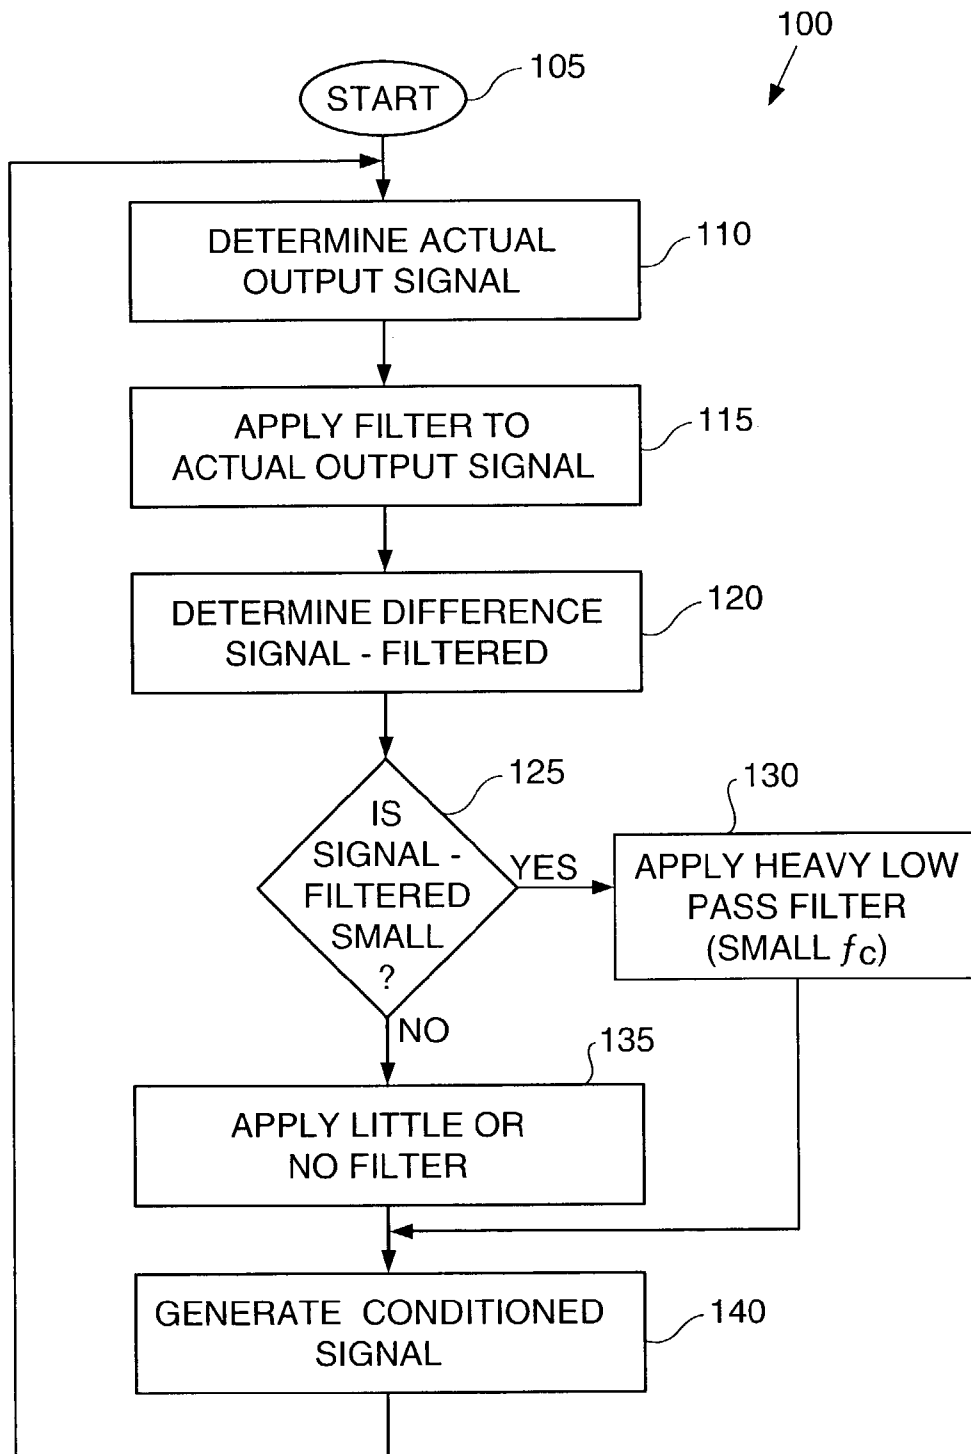 100
START
105
DETERMINE ACTUAL
OUTPUT SIGNAL
110
APPLY FILTER TO
ACTUAL OUTPUT SIGNAL
115
DETERMINE DIFFERENCE
SIGNAL - FILTERED
120
IS
SIGNAL -
FILTERED
SMALL
?
125
YES
130
APPLY HEAVY LOW
PASS FILTER
(SMALL fc)
NO
135
APPLY LITTLE OR
NO FILTER
GENERATE CONDITIONED
SIGNAL
140